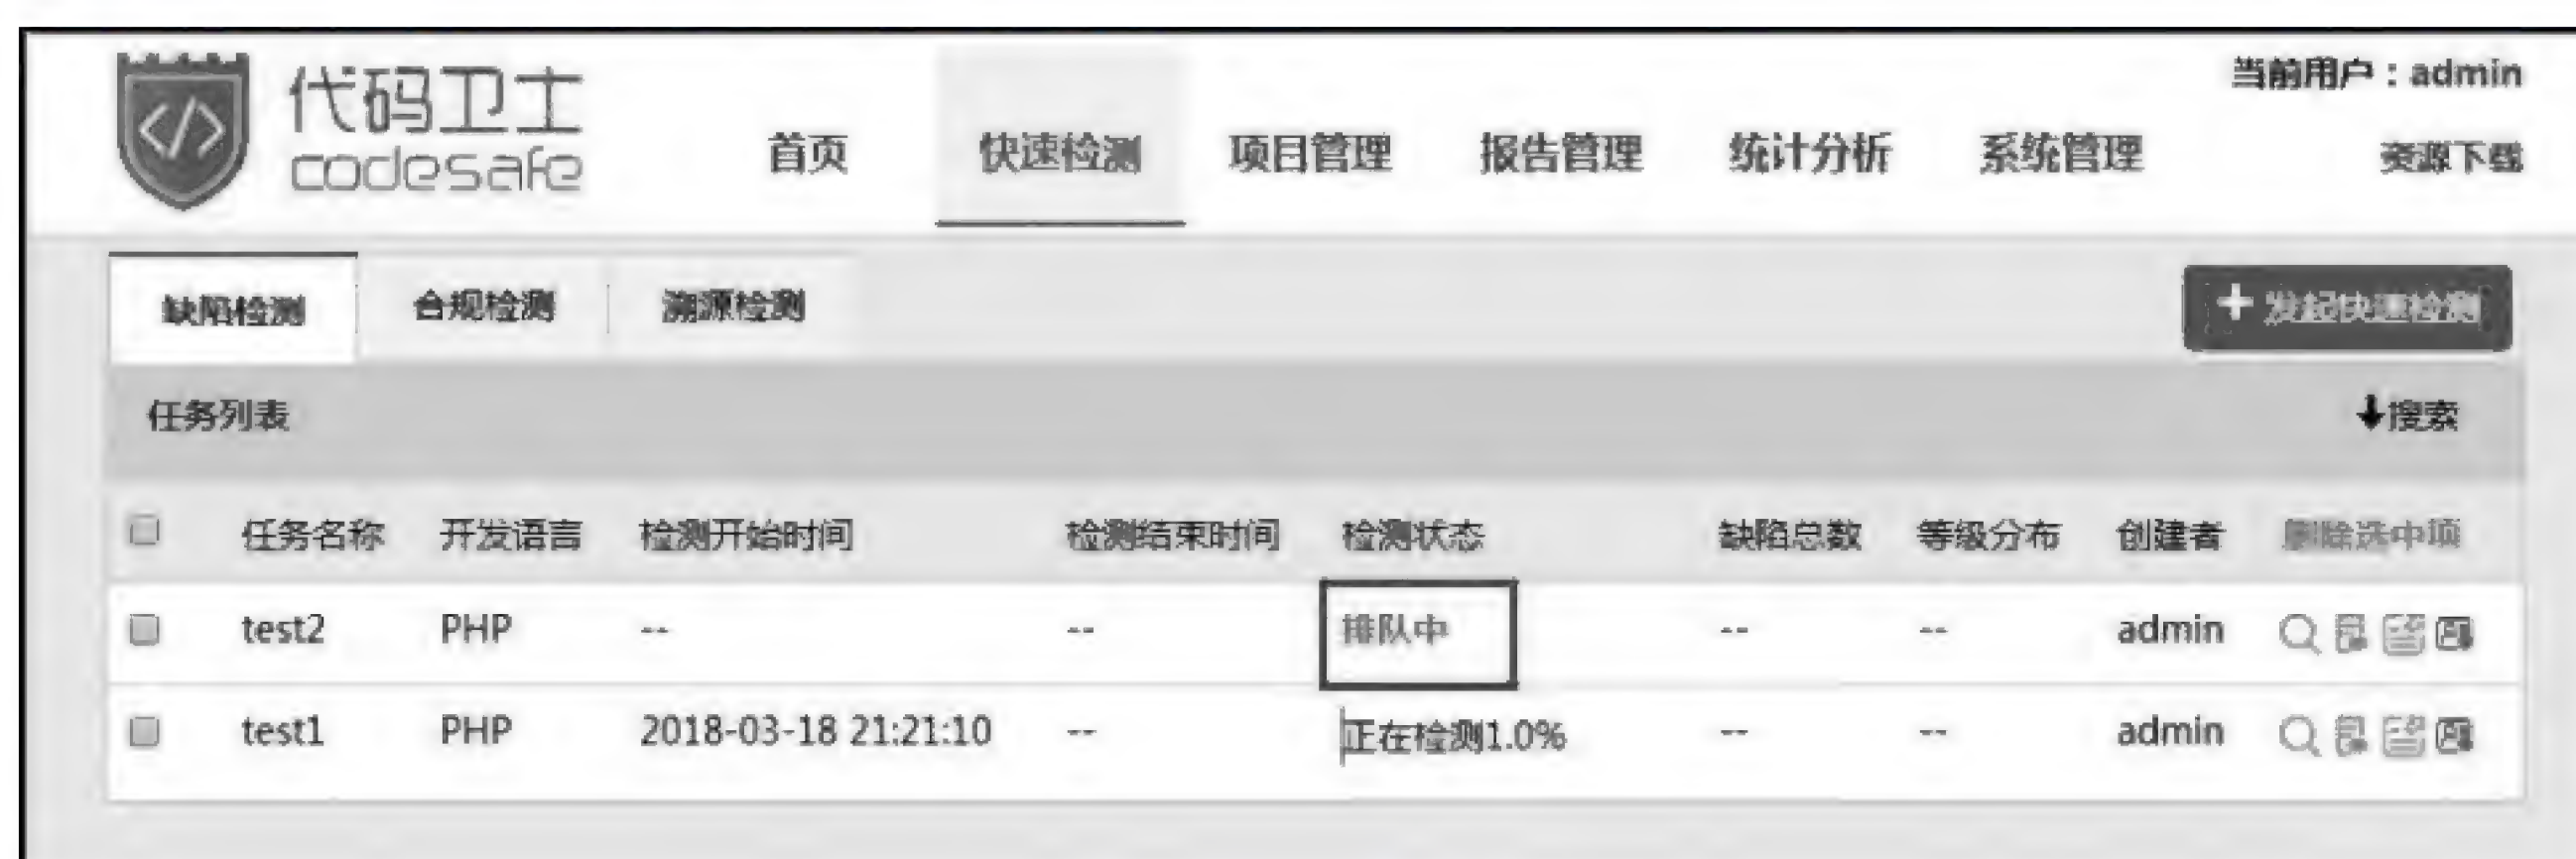 代码卫士
codesafe
当前用户：admin
首页 快速检测 项目管理 报告管理 统计分析 系统管理 资源下载
缺陷检测 合规检测 溯源检测 + 发起快速检测
任务列表 搜索
任务名称 开发语言 检测开始时间 检测结束时间 检测状态 缺陷总数 等级分布 创建者 删除选中项
test2 PHP -- -- 排队中 -- -- admin
test1 PHP 2018-03-18 21:21:10 -- 正在检测1.0% -- -- admin